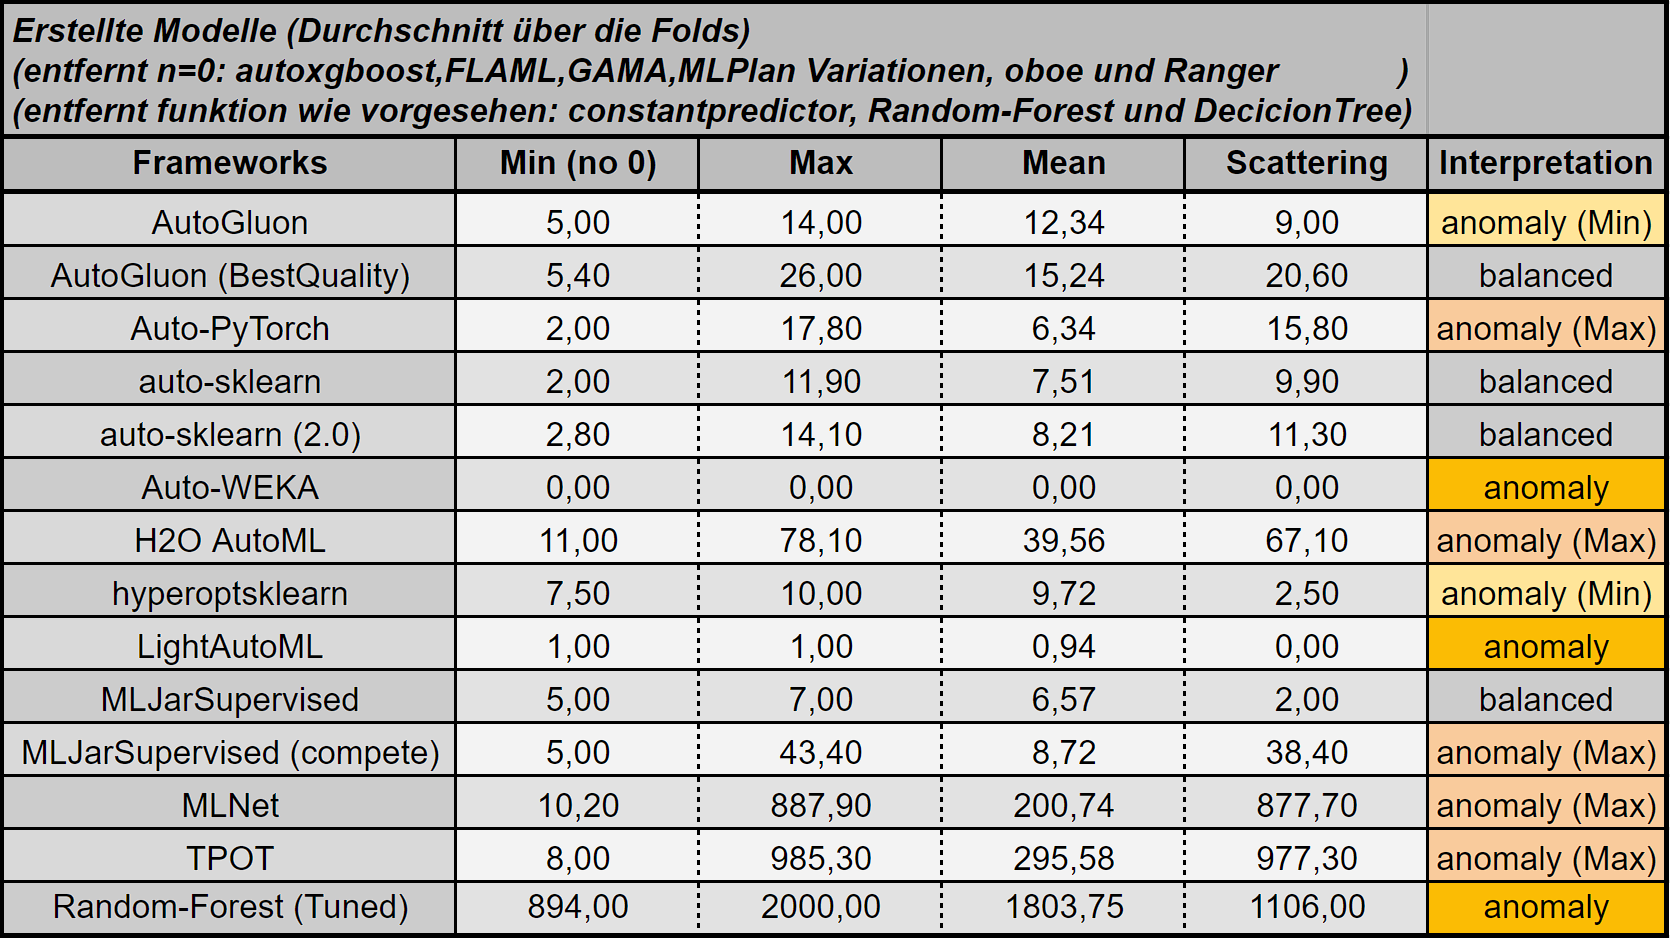 Erstellte Modelle (Durchschnitt über die Folds)
(entfernt n=0: autoxgboost,FLAML,GAMA,MLPlan Variationen, oboe und Ranger )
(entfernt funktion wie vorgesehen: constantpredictor, Random-Forest und DecicionTree)
Frameworks Min (no 0) Max Mean Scattering Interpretation
AutoGluon 5,00 14,00 12,34 9,00 anomaly (Min)
AutoGluon (BestQuality) 5,40 26,00 15,24 20,60 balanced
Auto-PyTorch 2,00 17,80 6,34 15,80 anomaly (Max)
auto-sklearn 2,00 11,90 7,51 9,90 balanced
auto-sklearn (2.0) 2,80 14,10 8,21 11,30 balanced
Auto-WEKA 0,00 0,00 0,00 0,00 anomaly
H2O AutoML 11,00 78,10 39,56 67,10 anomaly (Max)
hyperoptsklearn 7,50 10,00 9,72 2,50 anomaly (Min)
LightAutoML 1,00 1,00 0,94 0,00 anomaly
MLJarSupervised 5,00 7,00 6,57 2,00 balanced
MLJarSupervised (compete) 5,00 43,40 8,72 38,40 anomaly (Max)
MLNet 10,20 887,90 200,74 877,70 anomaly (Max)
TPOT 8,00 985,30 295,58 977,30 anomaly (Max)
Random-Forest (Tuned) 894,00 2000,00 1803,75 1106,00 anomaly